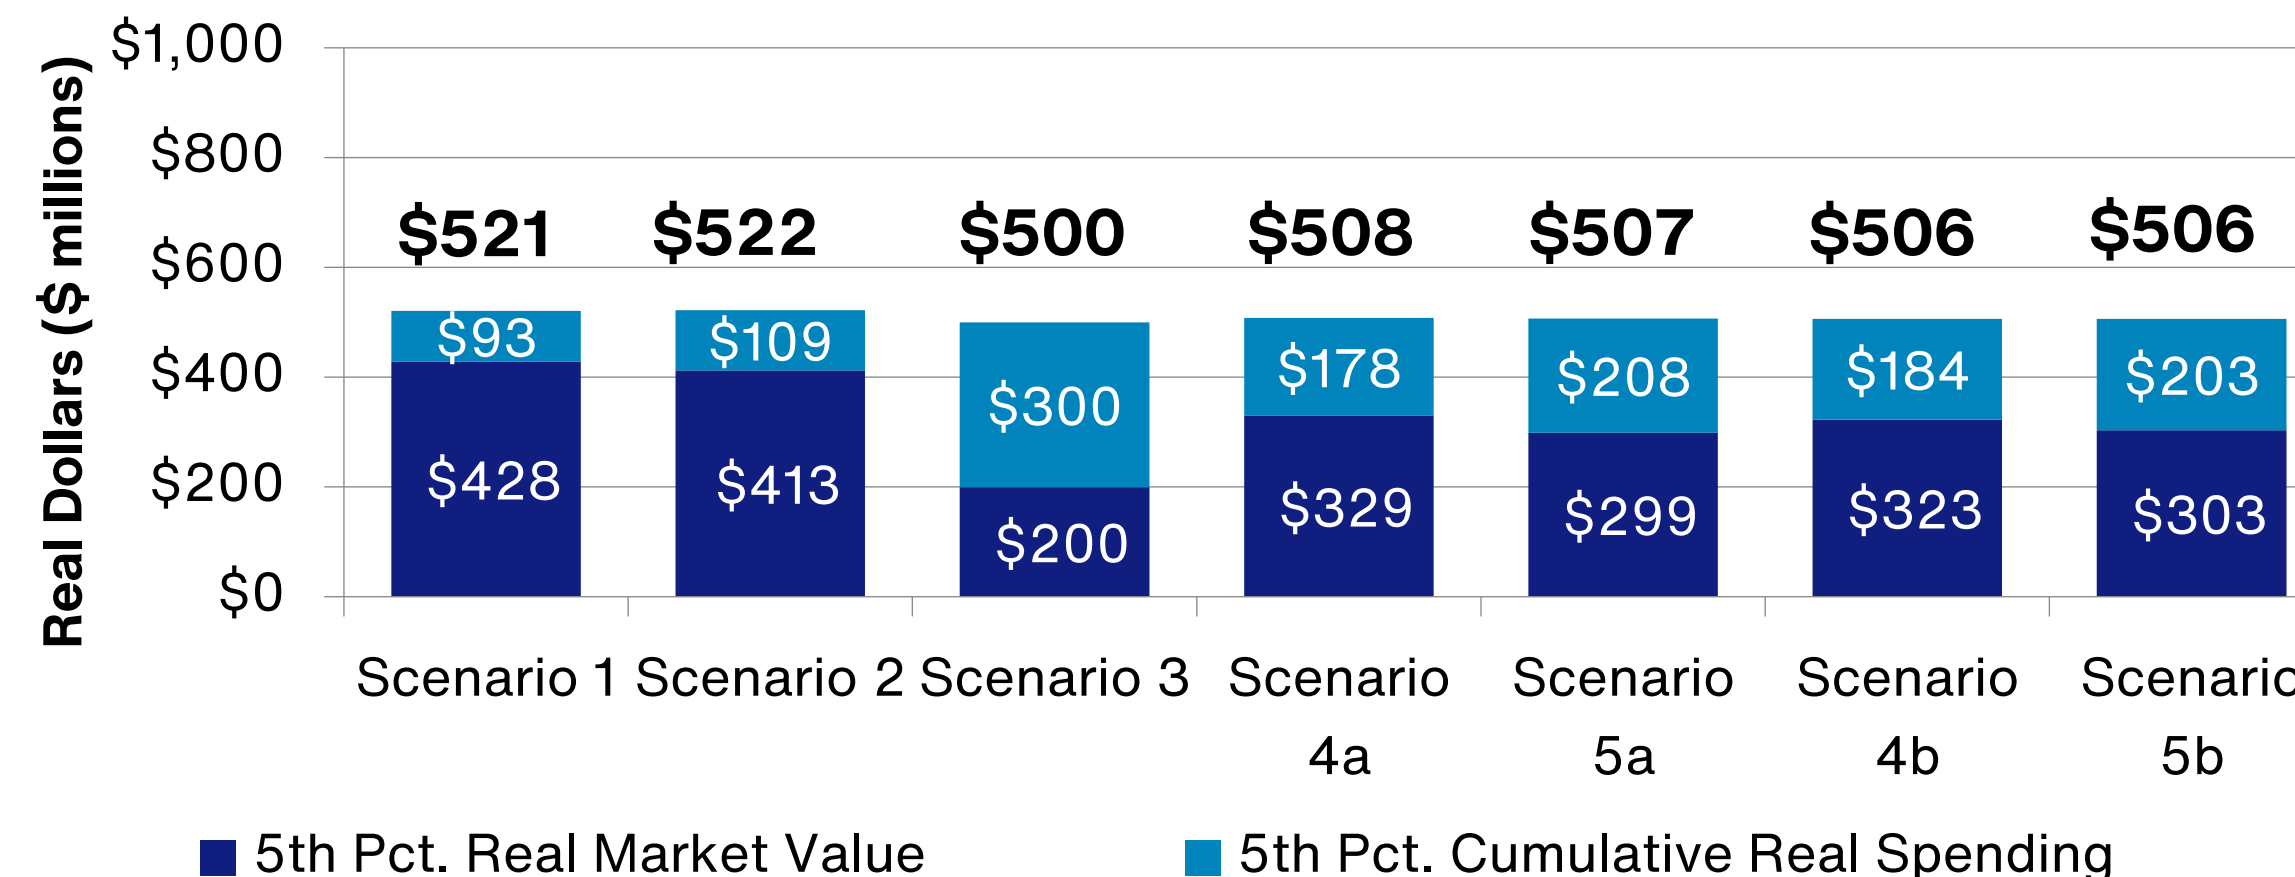 Real Dollars ($ millions)
$1,000
$800
$600
$400
$200
$0
$521 $522 $500 $508 $507 $506 $506
$93 $109 $300 $178 $208 $184 $203
$428 $413 $200 $329 $299 $323 $303
Scenario 1 Scenario 2 Scenario 3 Scenario Scenario Scenario Scenario
4a 5a 4b 5b
5th Pct. Real Market Value 5th Pct. Cumulative Real Spending